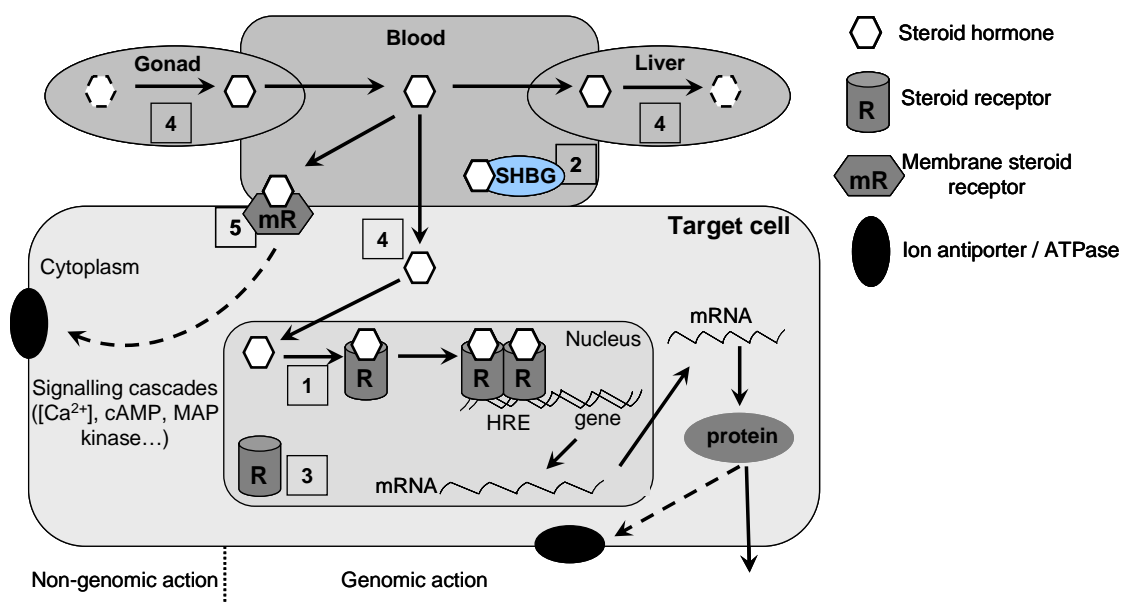 Blood
Gonad
Liver
4
4
SHBG
2
mR
5
4
Target cell
Cytoplasm
Signalling cascades
([Ca²⁺], cAMP, MAP
kinase…)
Nucleus
1
R
R
R
HRE
gene
R
3
mRNA
mRNA
protein
Non-genomic action
Genomic action
Steroid hormone
R
Steroid receptor
mR
Membrane steroid
receptor
Ion antiporter / ATPase